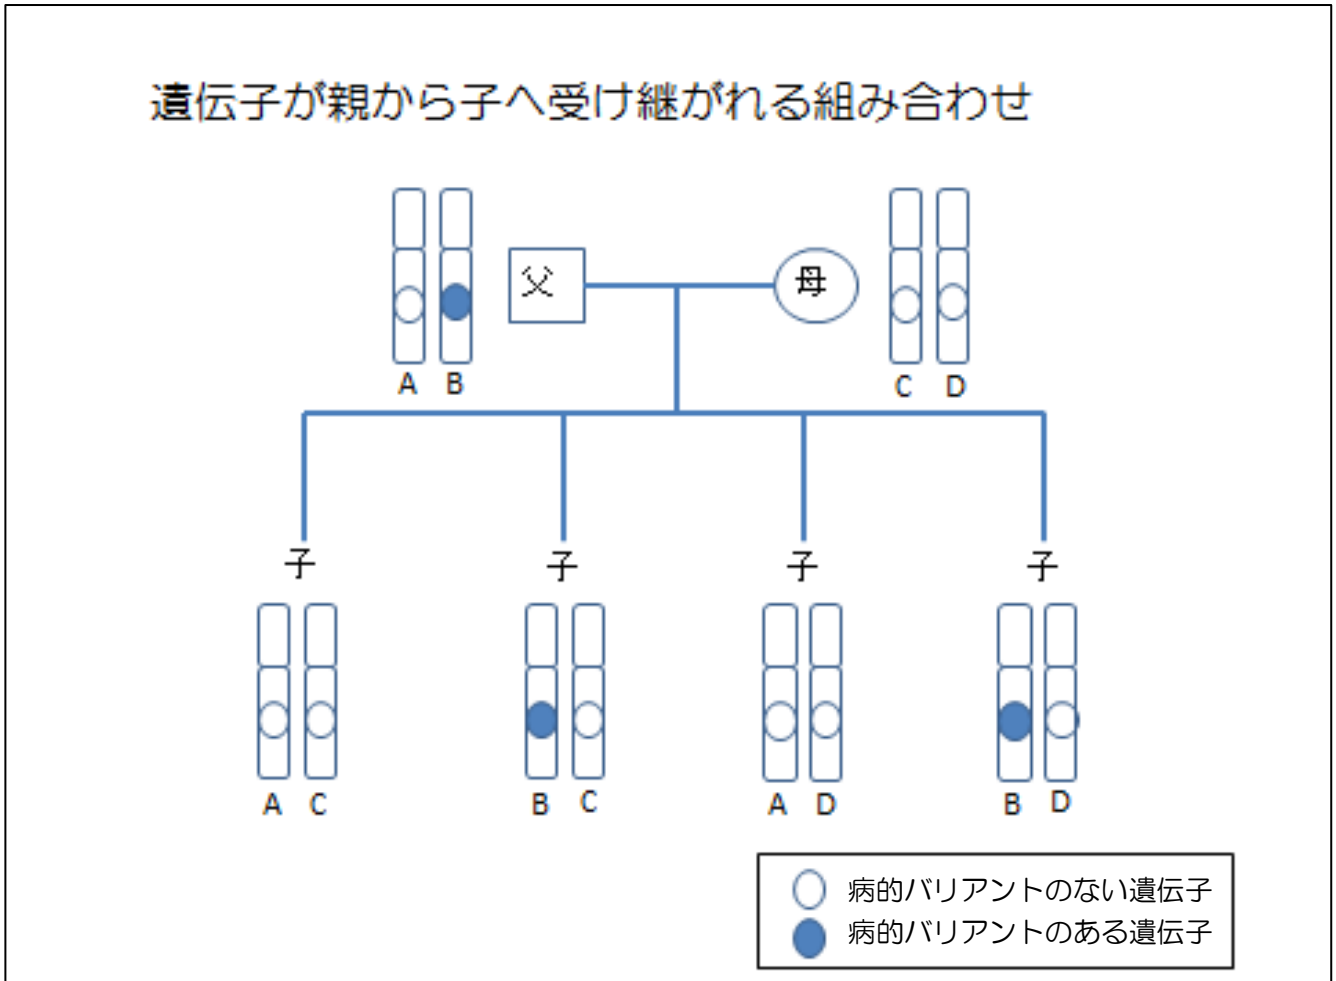 遺伝子が親から子へ受け継がれる組み合わせ
父
母
A B
C D
子 子 子 子
A C B C A D B D
病的バリアントのない遺伝子
病的バリアントのある遺伝子